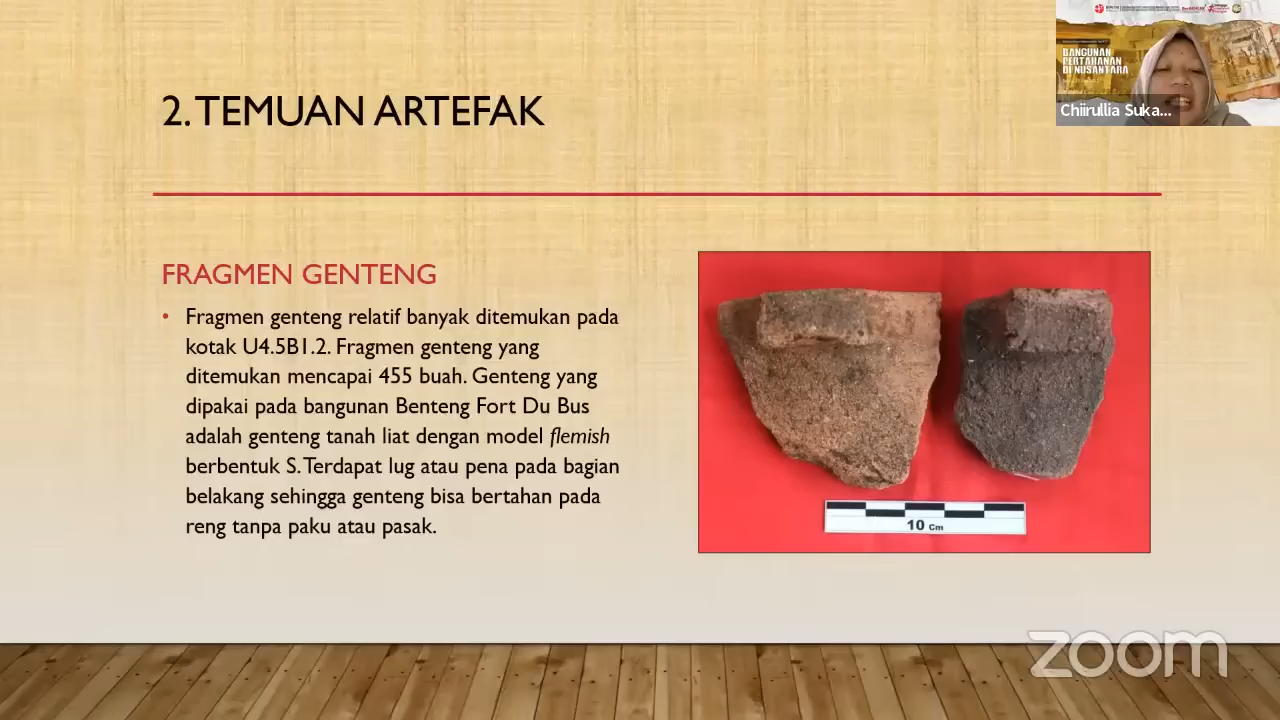 BANGUNAN
PERTAHANAN
DI NUSANTARA
Chiirullia Suka...
2. TEMUAN ARTEFAK
FRAGMEN GENTENG
• Fragmen genteng relatif banyak ditemukan pada
kotak U4.5B1.2. Fragmen genteng yang
ditemukan mencapai 455 buah. Genteng yang
dipakai pada bangunan Benteng Fort Du Bus
adalah genteng tanah liat dengan model flemish
berbentuk S. Terdapat lug atau pena pada bagian
belakang sehingga genteng bisa bertahan pada
reng tanpa paku atau pasak.
10 Cm
zoom